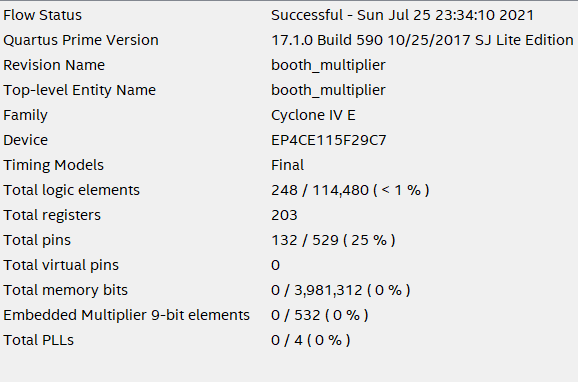 Flow Status Successful - Sun Jul 25 23:34:10 2021
Quartus Prime Version 17.1.0 Build 590 10/25/2017 SJ Lite Edition
Revision Name booth_multiplier
Top-level Entity Name booth_multiplier
Family Cyclone IV E
Device EP4CE115F29C7
Timing Models Final
Total logic elements 248 / 114,480 ( < 1 % )
Total registers 203
Total pins 132 / 529 ( 25 % )
Total virtual pins 0
Total memory bits 0 / 3,981,312 ( 0 % )
Embedded Multiplier 9-bit elements 0 / 532 ( 0 % )
Total PLLs 0 / 4 ( 0 % )